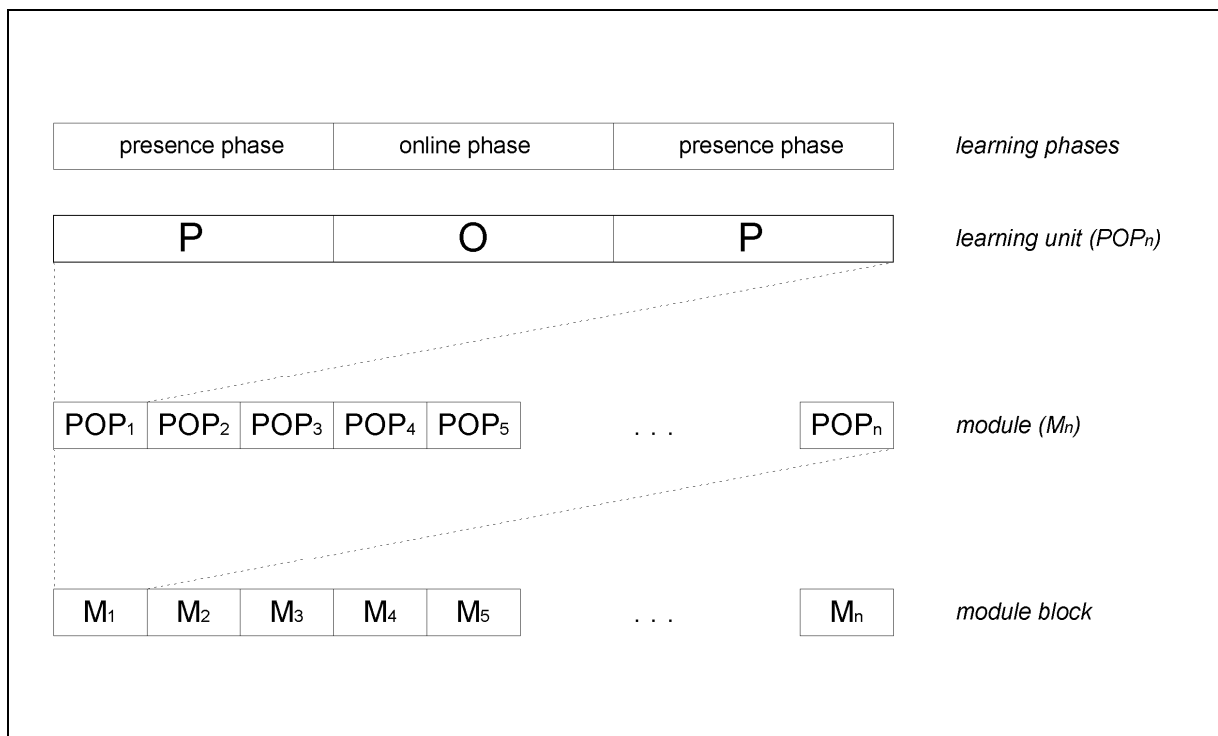 presence phase online phase presence phase learning phases
P O P learning unit (POPn)
POP1 POP2 POP3 POP4 POP5 . . . POPn module (Mn)
M1 M2 M3 M4 M5 . . . Mn module block